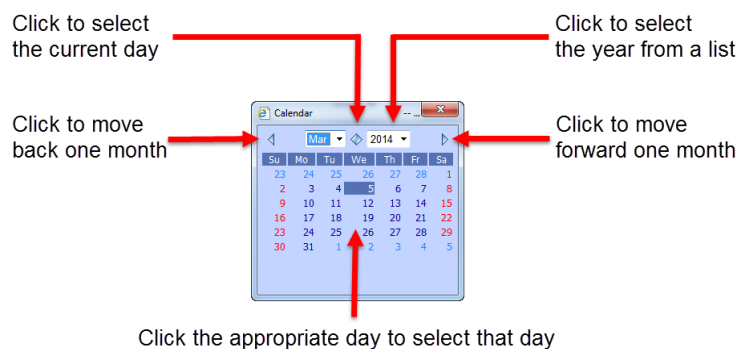 Click to select
the current day
Click to select
the year from a list
Click to move
back one month
Click to move
forward one month
Calendar -- ...
Mar 2014
Su Mo Tu We Th Fr Sa
23 24 25 26 27 28 1
2 3 4 5 6 7 8
9 10 11 12 13 14 15
16 17 18 19 20 21 22
23 24 25 26 27 28 29
30 31 1 2 3 4 5
Click the appropriate day to select that day